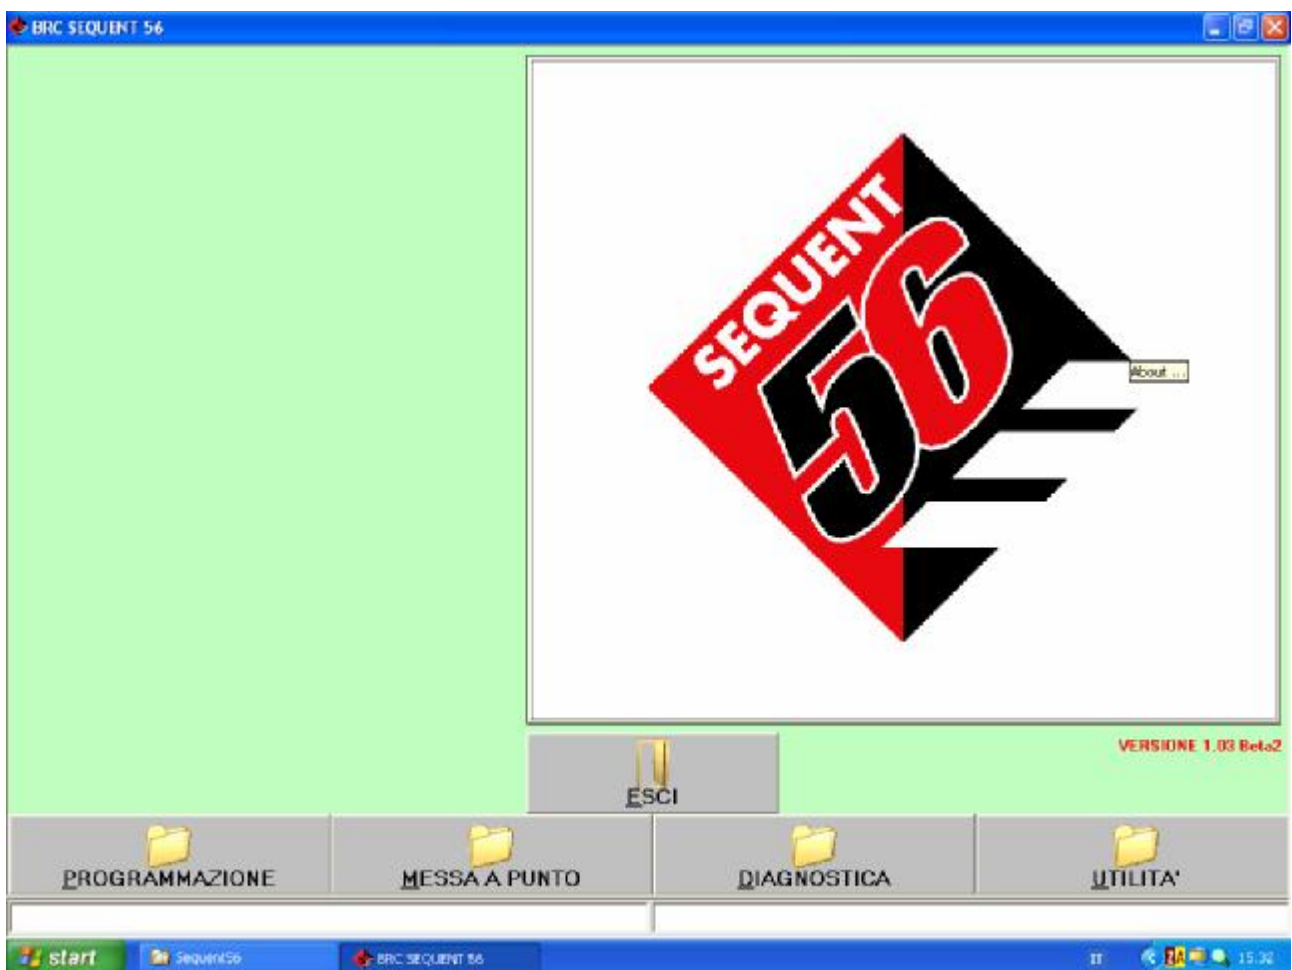 BRC SEQUENT 56
SEQUENT
56
About ...
VERSIONE 1.03 Beta2
ESCI
PROGRAMMAZIONE
MESSA A PUNTO
DIAGNOSTICA
UTILITA'
start
Sequent56
BRC SEQUENT 56
IT
15:32